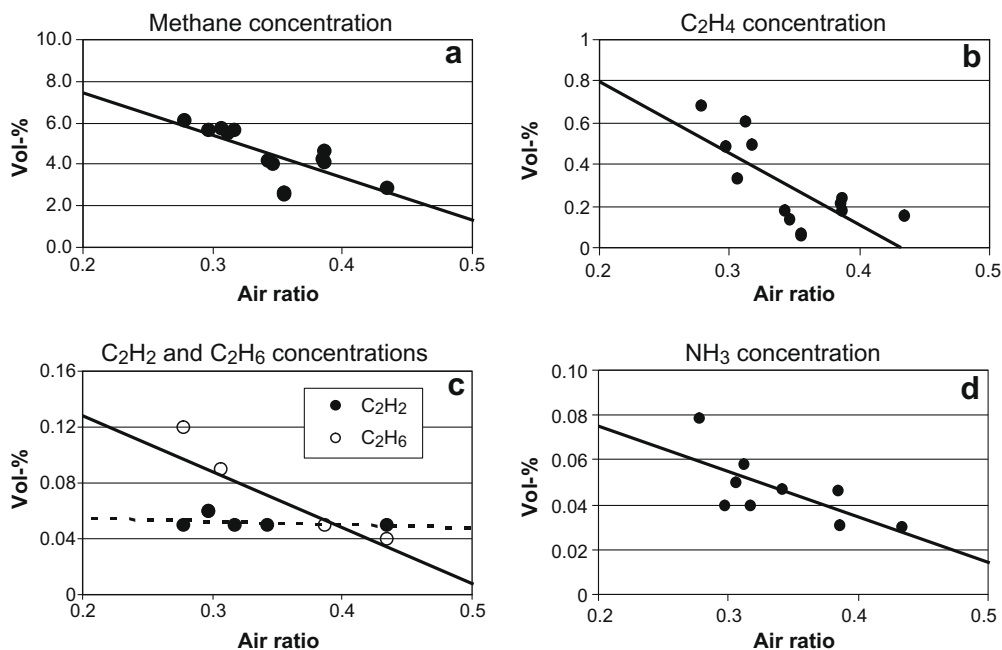 Methane concentration
a
10.0
8.0
6.0
4.0
2.0
0.0
Vol-%
0.2 0.3 0.4 0.5
Air ratio
C2H4 concentration
b
1
0.8
0.6
0.4
0.2
0
Vol-%
0.2 0.3 0.4 0.5
Air ratio
C2H2 and C2H6 concentrations
c
0.16
0.12
0.08
0.04
0
Vol-%
C2H2
C2H6
0.2 0.3 0.4 0.5
Air ratio
NH3 concentration
d
0.10
0.08
0.06
0.04
0.02
0
Vol-%
0.2 0.3 0.4 0.5
Air ratio